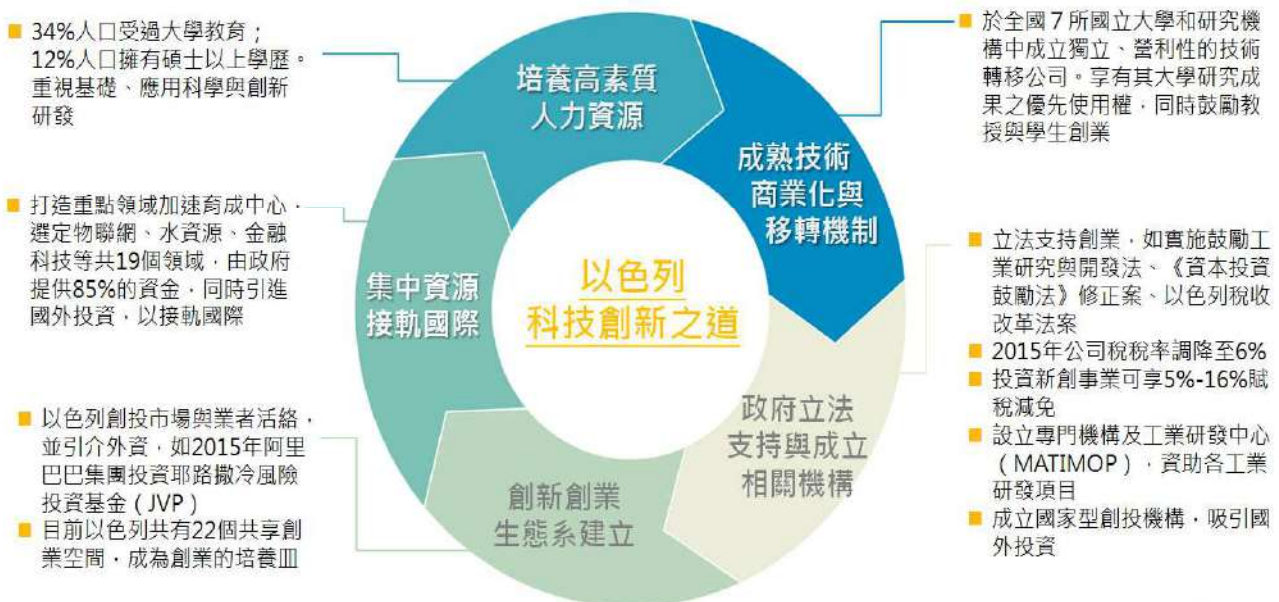 34%人口受過大學教育；
12%人口擁有碩士以上學歷。
重視基礎、應用科學與創新
研發
培養高素質
人力資源
於全國７所國立大學和研究機
構中成立獨立、營利性的技術
轉移公司。享有其大學研究成
果之優先使用權，同時鼓勵教
授與學生創業
成熟技術
商業化與
移轉機制
打造重點領域加速育成中心，
選定物聯網、水資源、金融
科技等共19個領域，由政府
提供85%的資金，同時引進
國外投資，以接軌國際
集中資源
接軌國際
以色列
科技創新之道
立法支持創業，如實施鼓勵工
業研究與開發法、《資本投資
鼓勵法》修正案、以色列稅收
改革法案
2015年公司稅稅率調降至6%
投資新創事業可享5%-16%賦
稅減免
設立專門機構及工業研發中心
（MATIMOP），資助各工業
研發項目
成立國家型創投機構，吸引國
外投資
政府立法
支持與成立
相關機構
以色列創投市場與業者活絡，
並引介外資，如2015年阿里
巴巴集團投資耶路撒冷風險
投資基金（JVP）
目前以色列共有22個共享創
業空間，成為創業的培養皿
創新創業
生態系建立